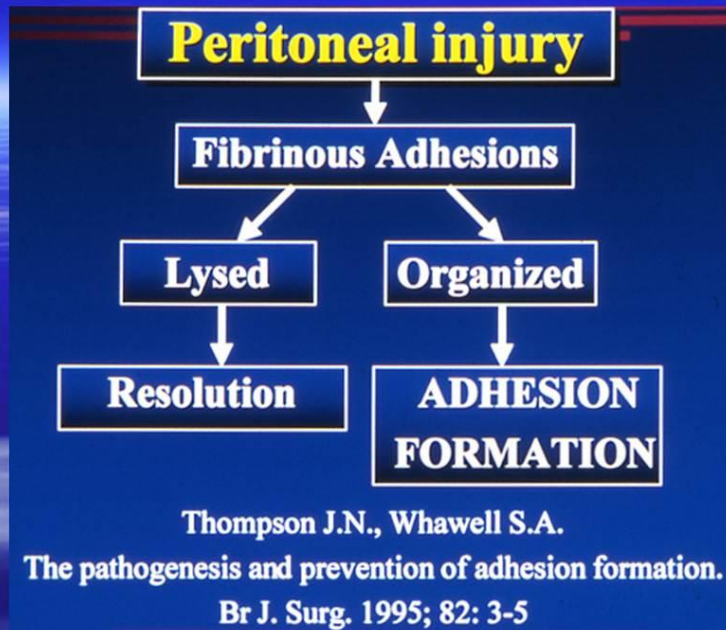 Peritoneal injury
Fibrinous Adhesions
Lysed
Organized
Resolution
ADHESION
FORMATION
Thompson J.N., Whawell S.A.
The pathogenesis and prevention of adhesion formation.
Br J. Surg. 1995; 82: 3-5